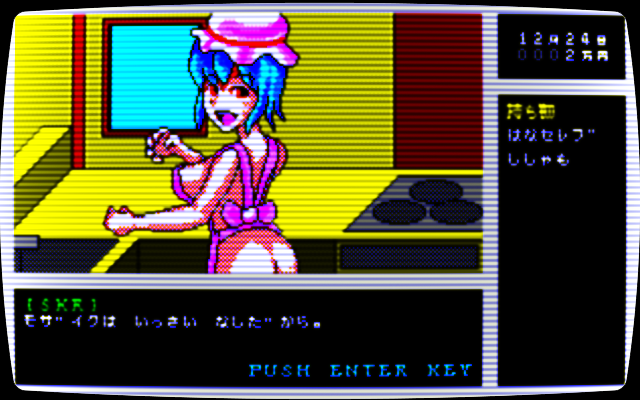 12月24日
0002万円
持ち物
はなセレブ
ししゃも
[SKR]
モザイクは いっさい なしだから。
PUSH ENTER KEY